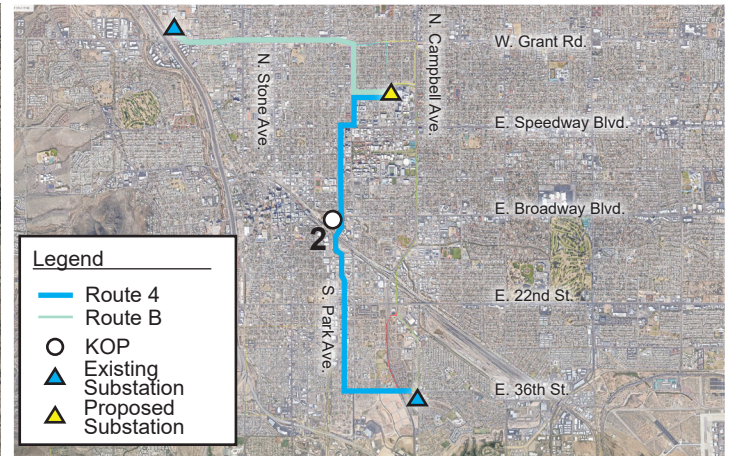 W. Grant Rd.
N. Stone Ave.
N. Campbell Ave.
E. Speedway Blvd.
E. Broadway Blvd.
2
E. 22nd St.
S. Park Ave.
E. 36th St.
Legend
Route 4
Route B
KOP
Existing
Substation
Proposed
Substation